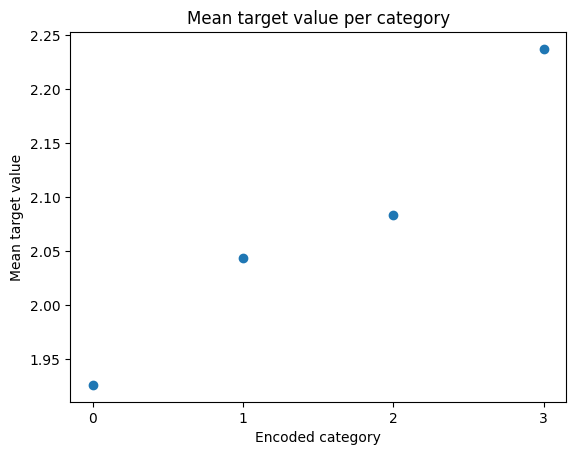 Mean target value per category
2.25
2.20
2.15
2.10
2.05
2.00
1.95
Mean target value
0 1 2 3
Encoded category